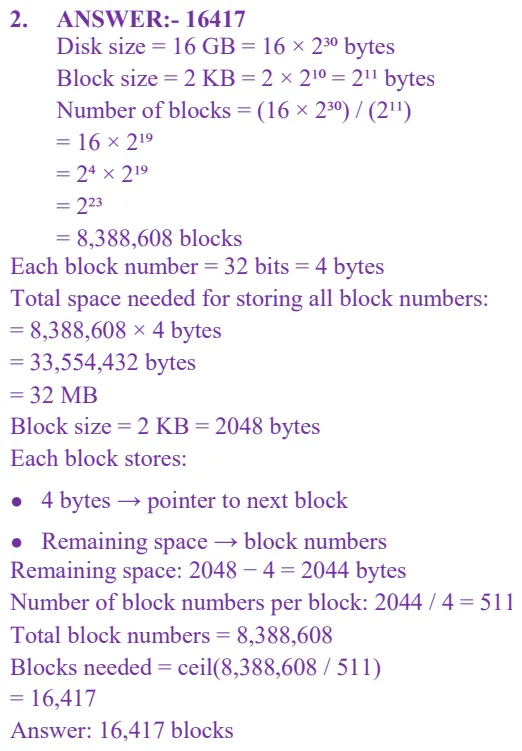 2. ANSWER:- 16417
Disk size = 16 GB = 16 × 2³⁰ bytes
Block size = 2 KB = 2 × 2¹⁰ = 2¹¹ bytes
Number of blocks = (16 × 2³⁰) / (2¹¹)
= 16 × 2¹⁹
= 2⁴ × 2¹⁹
= 2²³
= 8,388,608 blocks
Each block number = 32 bits = 4 bytes
Total space needed for storing all block numbers:
= 8,388,608 × 4 bytes
= 33,554,432 bytes
= 32 MB
Block size = 2 KB = 2048 bytes
Each block stores:
● 4 bytes → pointer to next block
● Remaining space → block numbers
Remaining space: 2048 − 4 = 2044 bytes
Number of block numbers per block: 2044 / 4 = 511
Total block numbers = 8,388,608
Blocks needed = ceil(8,388,608 / 511)
= 16,417
Answer: 16,417 blocks